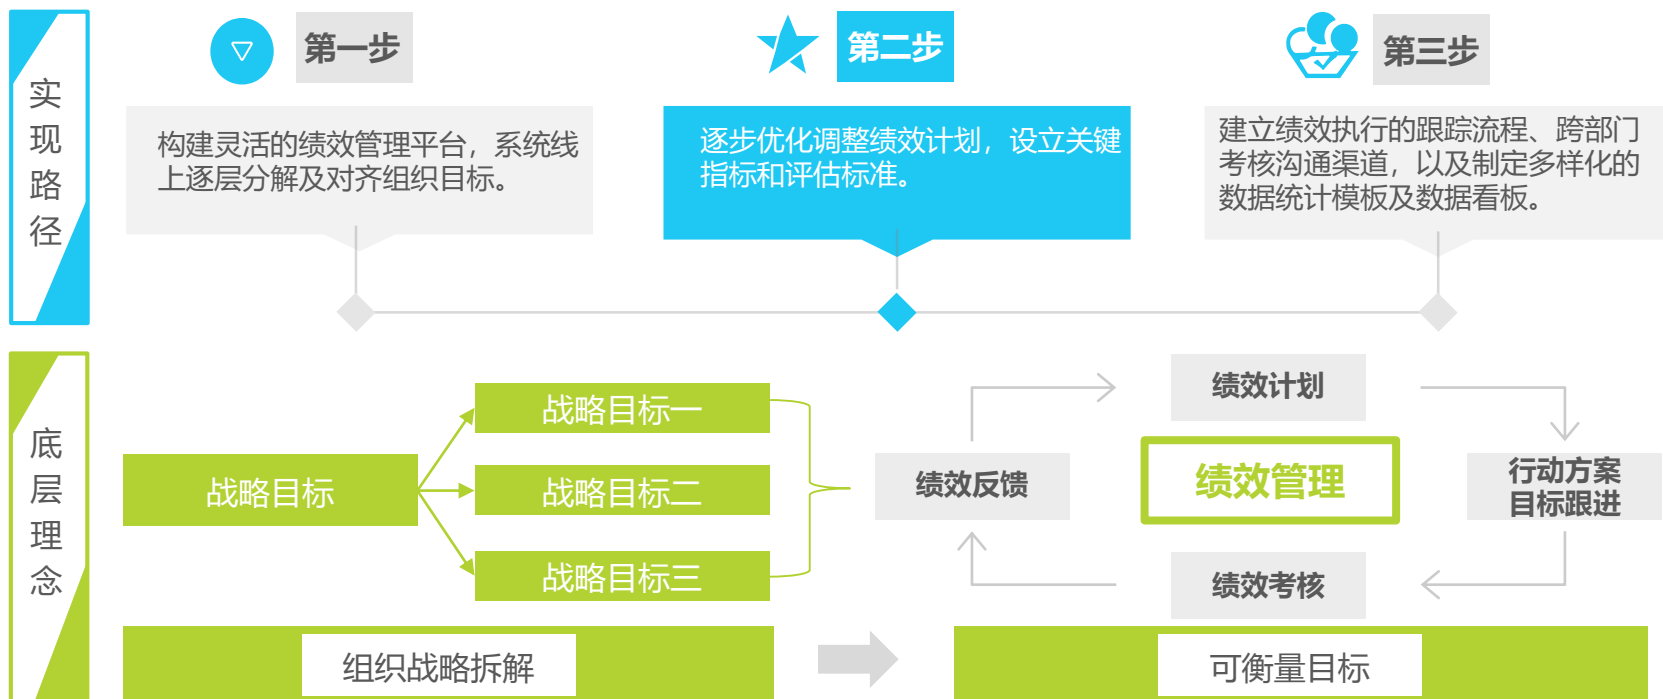 实现路径
第一步
构建灵活的绩效管理平台，系统线
上逐层分解及对齐组织目标。
第二步
逐步优化调整绩效计划，设立关键
指标和评估标准。
第三步
建立绩效执行的跟踪流程、跨部门
考核沟通渠道，以及制定多样化的
数据统计模板及数据看板。
底层理念
战略目标
战略目标一
战略目标二
战略目标三
绩效反馈
绩效计划
绩效管理
绩效考核
行动方案
目标跟进
组织战略拆解
可衡量目标